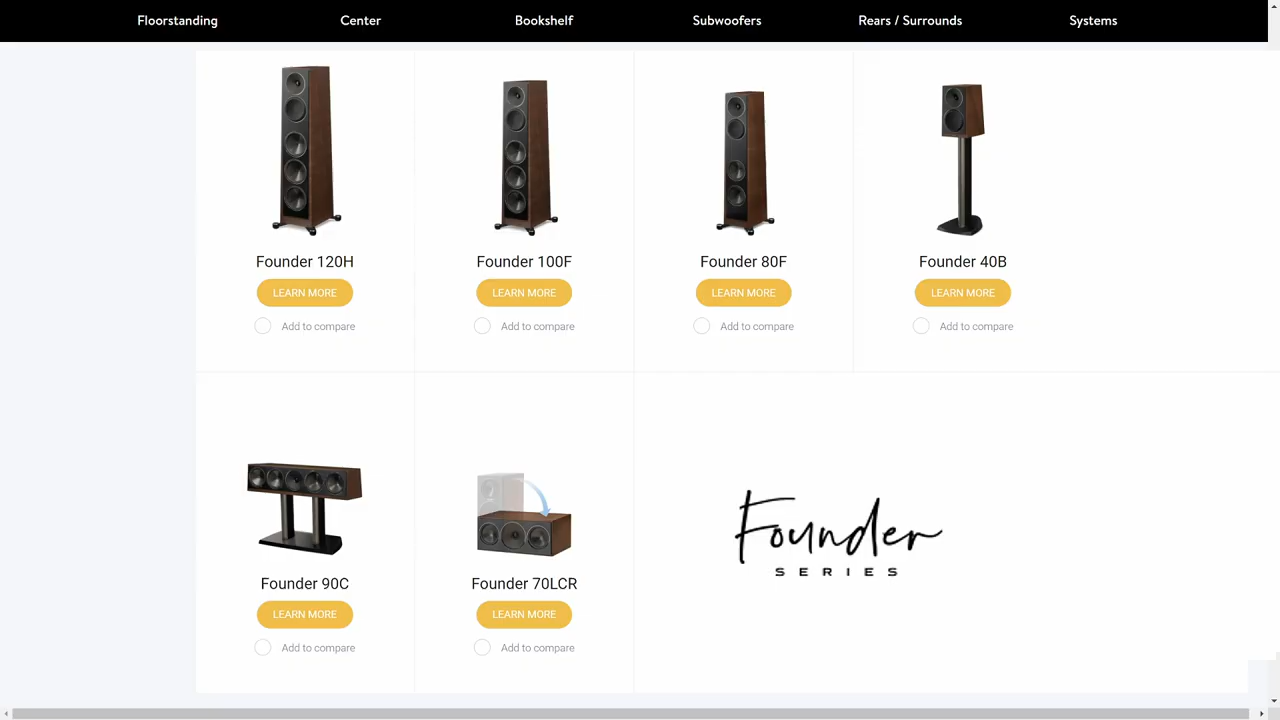 Floorstanding Center Bookshelf Subwoofers Rears / Surrounds Systems
Founder 120H Founder 100F Founder 80F Founder 40B
LEARN MORE LEARN MORE LEARN MORE LEARN MORE
Add to compare Add to compare Add to compare Add to compare
Founder 90C Founder 70LCR
LEARN MORE LEARN MORE
Add to compare Add to compare
Founder
SERIES